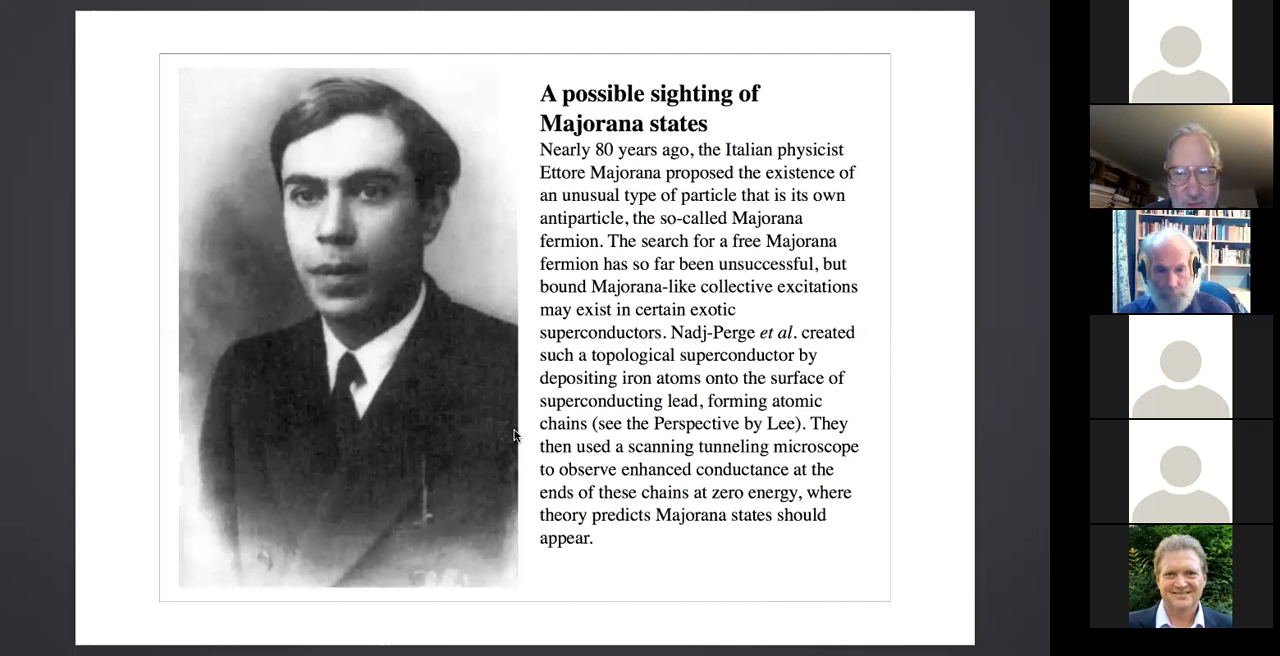 A possible sighting of
Majorana states
Nearly 80 years ago, the Italian physicist
Ettore Majorana proposed the existence of
an unusual type of particle that is its own
antiparticle, the so-called Majorana
fermion. The search for a free Majorana
fermion has so far been unsuccessful, but
bound Majorana-like collective excitations
may exist in certain exotic
superconductors. Nadj-Perge et al. created
such a topological superconductor by
depositing iron atoms onto the surface of
superconducting lead, forming atomic
chains (see the Perspective by Lee). They
then used a scanning tunneling microscope
to observe enhanced conductance at the
ends of these chains at zero energy, where
theory predicts Majorana states should
appear.